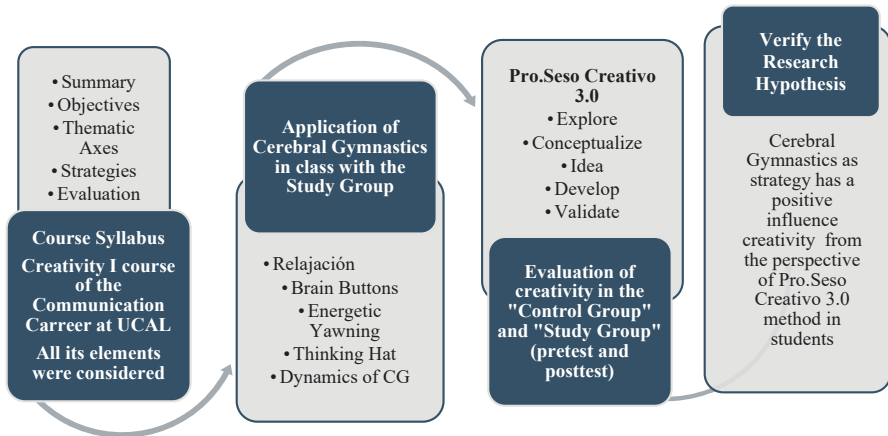 • Summary
• Objectives
• Thematic
Axes
• Strategies
• Evaluation
Course Syllabus
Creativity I course
of the
Communication
Carreer at UCAL
All its elements
were considered
Application of
Cerebral Gymnastics
in class with the
Study Group
• Relajación
• Brain Buttons
• Energetic
Yawning
• Thinking Hat
• Dynamics of CG
Pro.Seso Creativo
3.0
• Explore
• Conceptualize
• Idea
• Develop
• Validate
Evaluation of
creativity in the
"Control Group"
and "Study Group"
(pretest and
posttest)
Verify the
Research
Hypothesis
Cerebral
Gymnastics as
strategy has a
positive
influence
creativity from
the perspective
of Pro.Seso
Creativo 3.0
method in
students